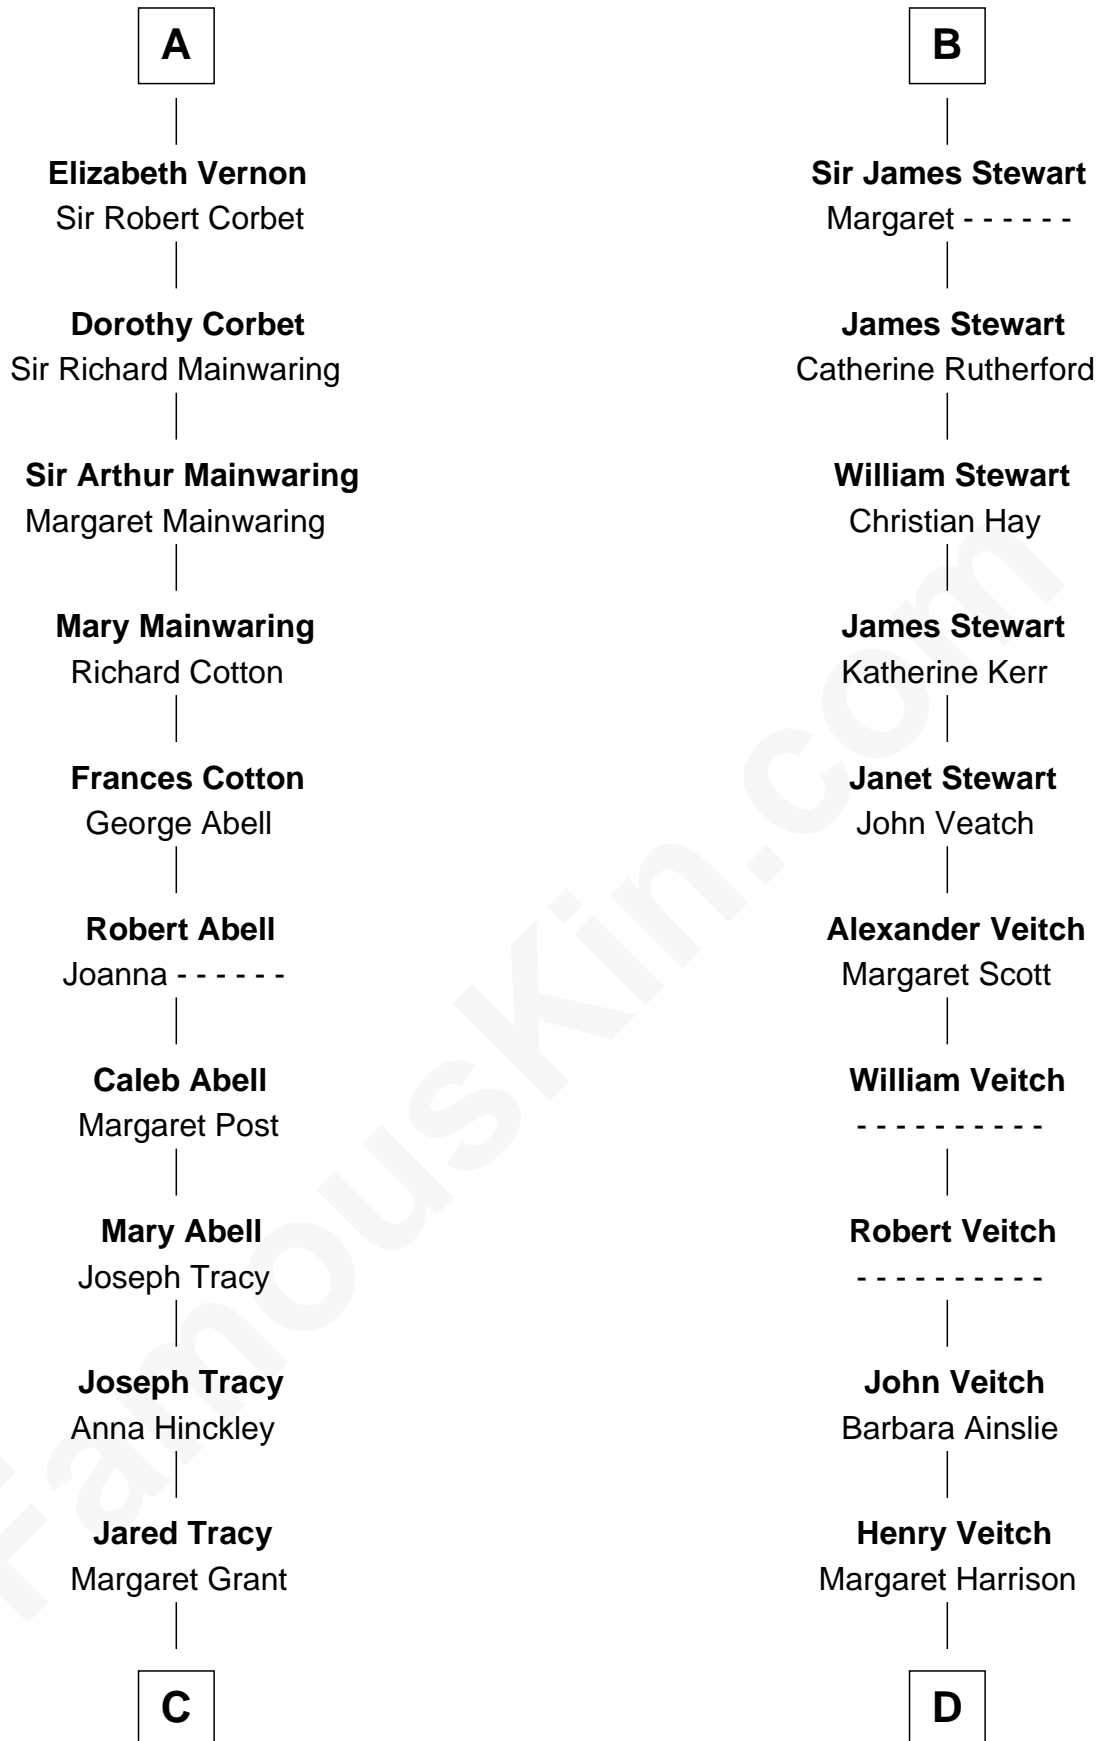 A
Elizabeth Vernon
Sir Robert Corbet
Dorothy Corbet
Sir Richard Mainwaring
Sir Arthur Mainwaring
Margaret Mainwaring
Mary Mainwaring
Richard Cotton
Frances Cotton
George Abell
Robert Abell
Joanna - - - - - -
Caleb Abell
Margaret Post
Mary Abell
Joseph Tracy
Joseph Tracy
Anna Hinckley
Jared Tracy
Margaret Grant
C
B
Sir James Stewart
Margaret - - - - - -
James Stewart
Catherine Rutherford
William Stewart
Christian Hay
James Stewart
Katherine Kerr
Janet Stewart
John Veatch
Alexander Veitch
Margaret Scott
William Veitch
- - - - - - - - - -
Robert Veitch
- - - - - - - - - -
John Veitch
Barbara Ainslie
Henry Veitch
Margaret Harrison
D
FamousKin.com